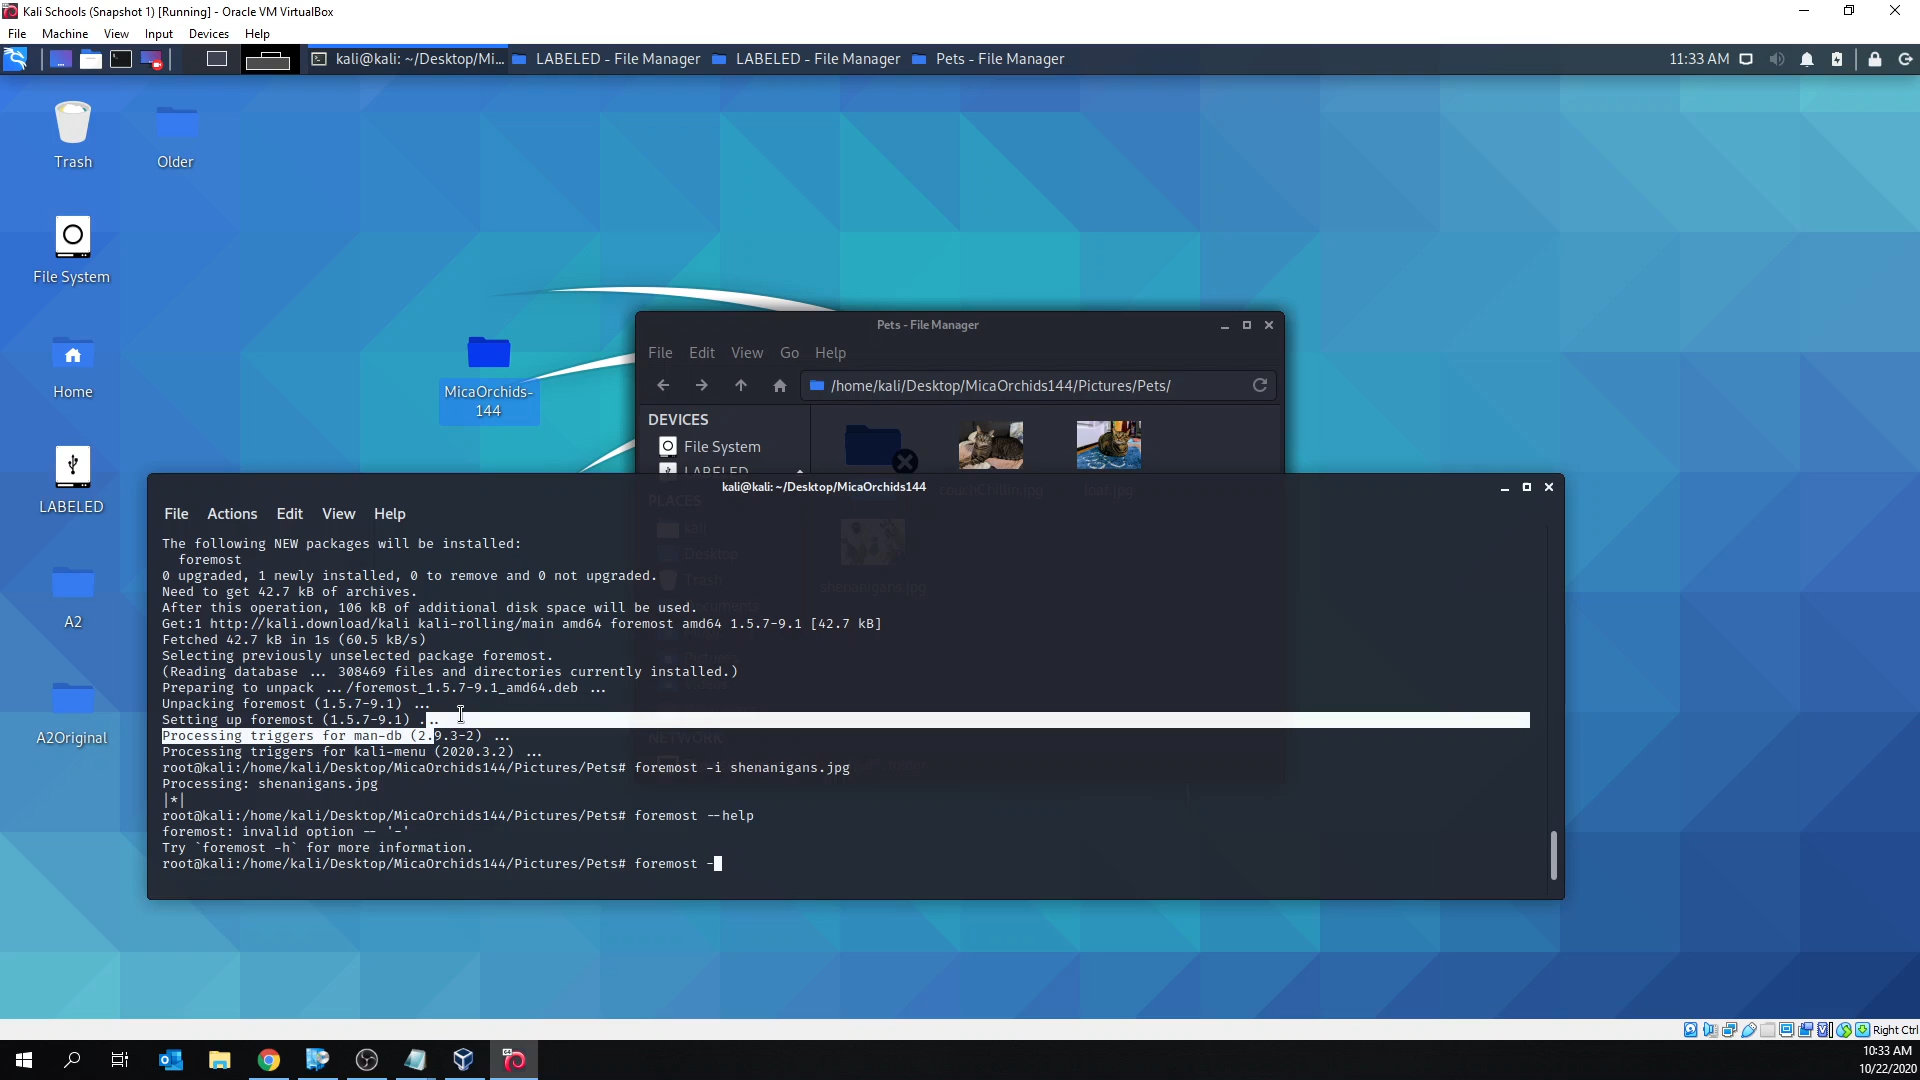 Kali Schools (Snapshot 1) [Running] - Oracle VM VirtualBox
File Machine View Input Devices Help
kali@kali: ~/Desktop/Mi... LABELED - File Manager LABELED - File Manager Pets - File Manager 11:33 AM
Trash
Older
File System
Home
LABELED
A2
A2Original
MicaOrchids-
144
Pets - File Manager
File Edit View Go Help
/home/kali/Desktop/MicaOrchids144/Pictures/Pets/
DEVICES
File System
LABELED
kali@kali: ~/Desktop/MicaOrchids144
PLACES
Desktop
Trash
shenanigans.jpg
NETWORK
File Actions Edit View Help
The following NEW packages will be installed:
foremost
0 upgraded, 1 newly installed, 0 to remove and 0 not upgraded.
Need to get 42.7 kB of archives.
After this operation, 106 kB of additional disk space will be used.
Get:1 http://kali.download/kali kali-rolling/main amd64 foremost amd64 1.5.7-9.1 [42.7 kB]
Fetched 42.7 kB in 1s (60.5 kB/s)
Selecting previously unselected package foremost.
(Reading database ... 308469 files and directories currently installed.)
Preparing to unpack .../foremost_1.5.7-9.1_amd64.deb ...
Unpacking foremost (1.5.7-9.1) ...
Setting up foremost (1.5.7-9.1) ...
Processing triggers for man-db (2.9.3-2) ...
Processing triggers for kali-menu (2020.3.2) ...
root@kali:/home/kali/Desktop/MicaOrchids144/Pictures/Pets# foremost -i shenanigans.jpg
Processing: shenanigans.jpg
|*|
root@kali:/home/kali/Desktop/MicaOrchids144/Pictures/Pets# foremost --help
foremost: invalid option -- '-'
Try `foremost -h` for more information.
root@kali:/home/kali/Desktop/MicaOrchids144/Pictures/Pets# foremost -
Right Ctrl
10:33 AM
10/22/2020